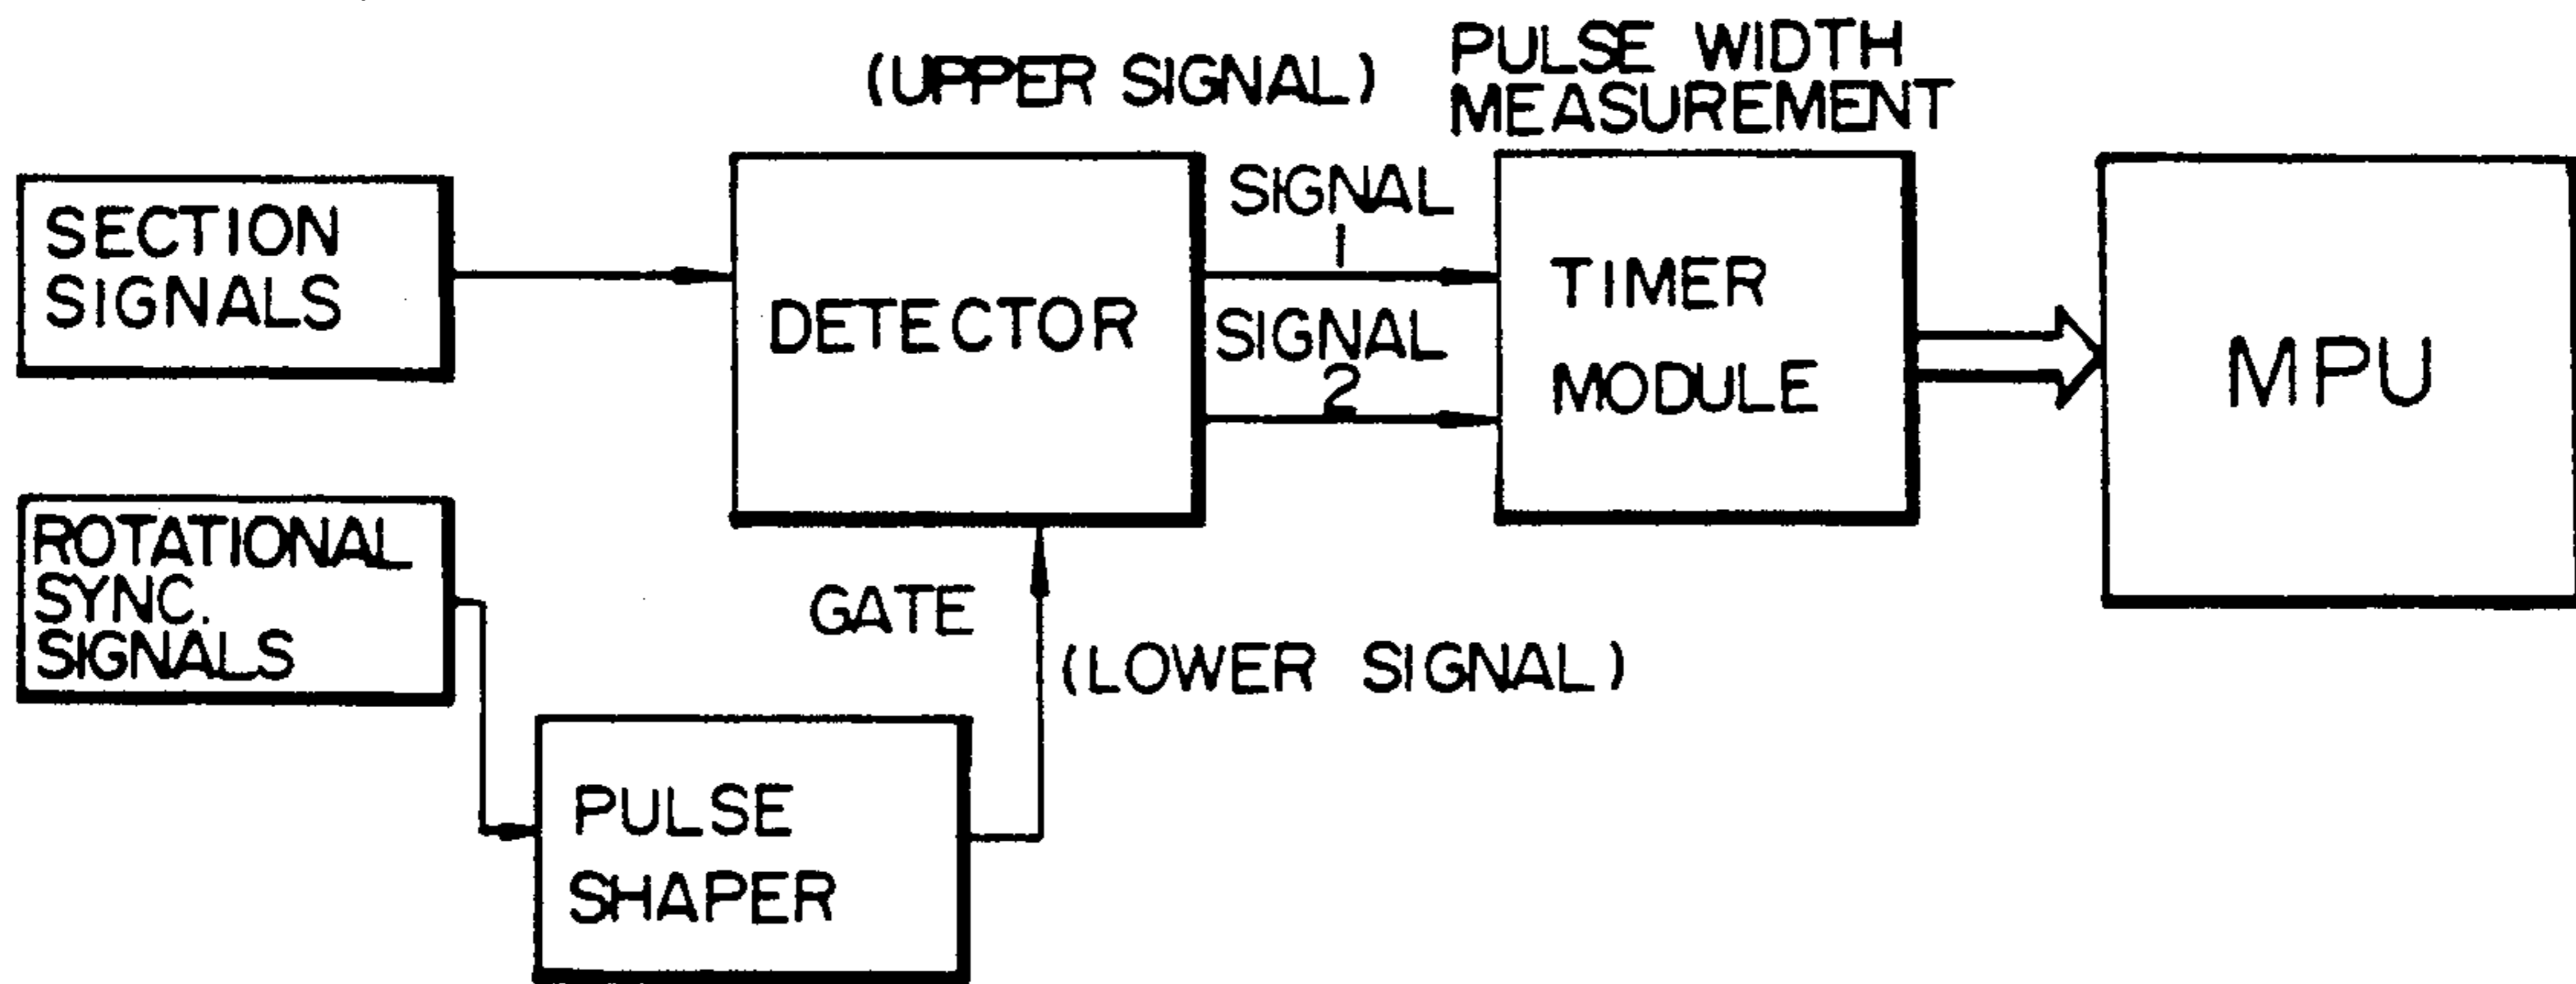 (UPPER SIGNAL)
PULSE WIDTH
MEASUREMENT
SECTION
SIGNALS
DETECTOR
SIGNAL
1
SIGNAL
2
TIMER
MODULE
MPU
ROTATIONAL
SYNC.
SIGNALS
GATE
(LOWER SIGNAL)
PULSE
SHAPER